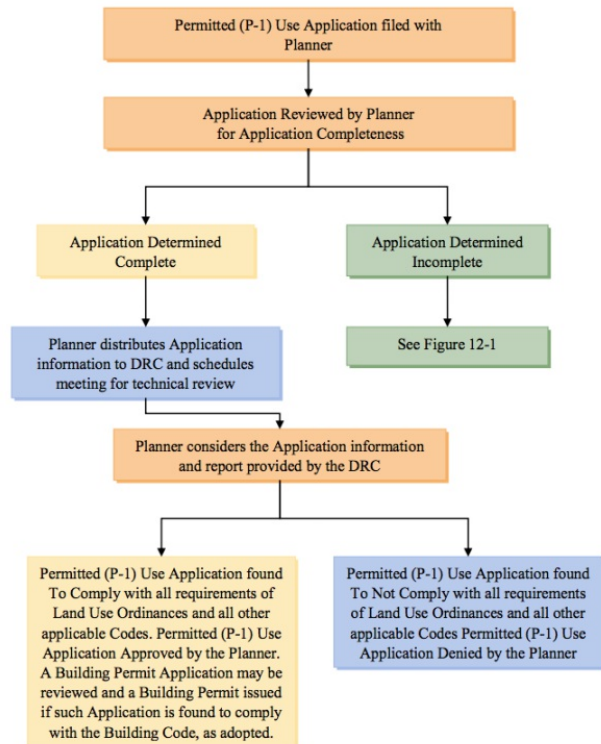 Permitted (P-1) Use Application filed with
Planner
Application Reviewed by Planner
for Application Completeness
Application Determined
Complete
Application Determined
Incomplete
Planner distributes Application
information to DRC and schedules
meeting for technical review
See Figure 12-1
Planner considers the Application information
and report provided by the DRC
Permitted (P-1) Use Application found
To Comply with all requirements of
Land Use Ordinances and all other
applicable Codes. Permitted (P-1) Use
Application Approved by the Planner.
A Building Permit Application may be
reviewed and a Building Permit issued
if such Application is found to comply
with the Building Code, as adopted.
Permitted (P-1) Use Application found
To Not Comply with all requirements
of Land Use Ordinances and all other
applicable Codes Permitted (P-1) Use
Application Denied by the Planner